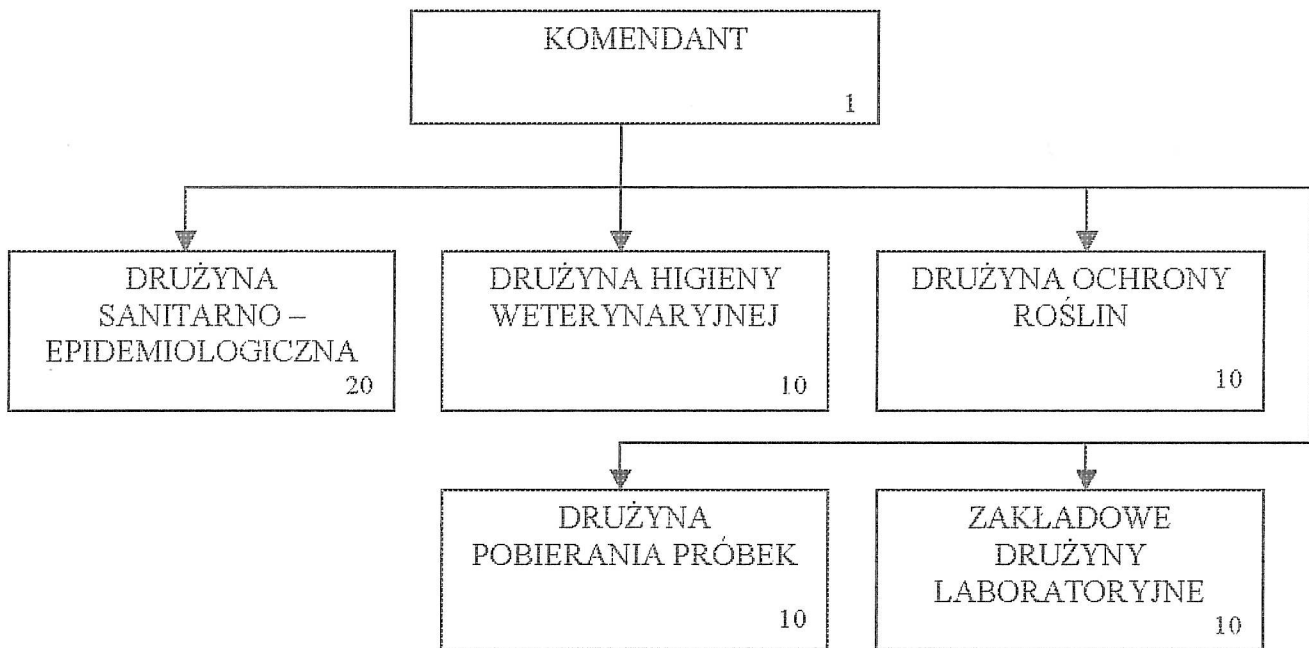 KOMENDANT
1
DRUŻYNA
SANITARNO –
EPIDEMIOLOGICZNA
20
DRUŻYNA HIGIENY
WETERYNARYJNEJ
10
DRUŻYNA OCHRONY
ROŚLIN
10
DRUŻYNA
POBIERANIA PRÓBEK
10
ZAKŁADOWE
DRUŻYNY
LABORATORYJNE
10